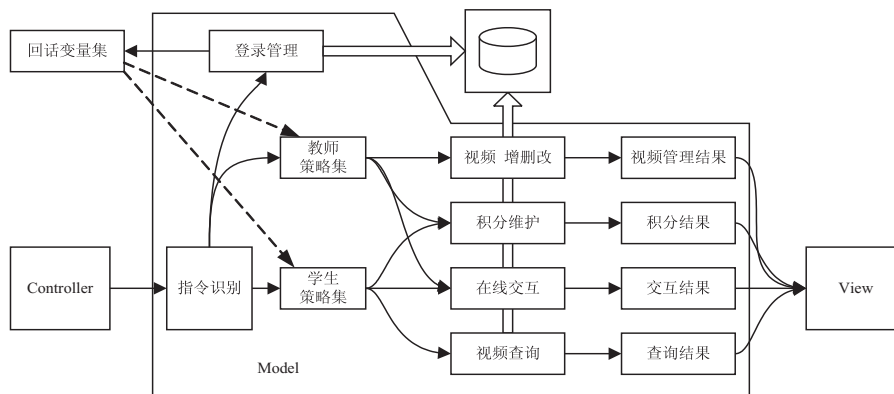 回话变量集
登录管理
教师
策略集
视频 增删改
视频管理结果
积分维护
积分结果
Controller
指令识别
学生
策略集
在线交互
交互结果
View
视频查询
查询结果
Model